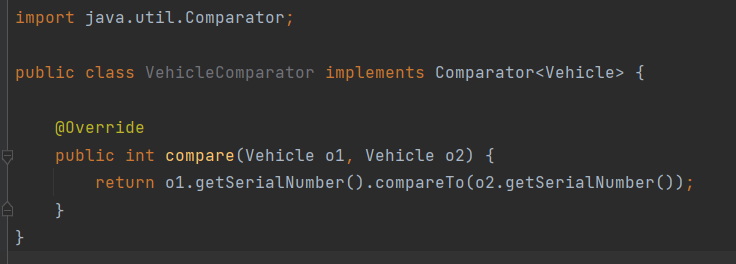 import java.util.Comparator;
public class VehicleComparator implements Comparator<Vehicle> {
@Override
public int compare(Vehicle o1, Vehicle o2) {
return o1.getSerialNumber().compareTo(o2.getSerialNumber());
}
}